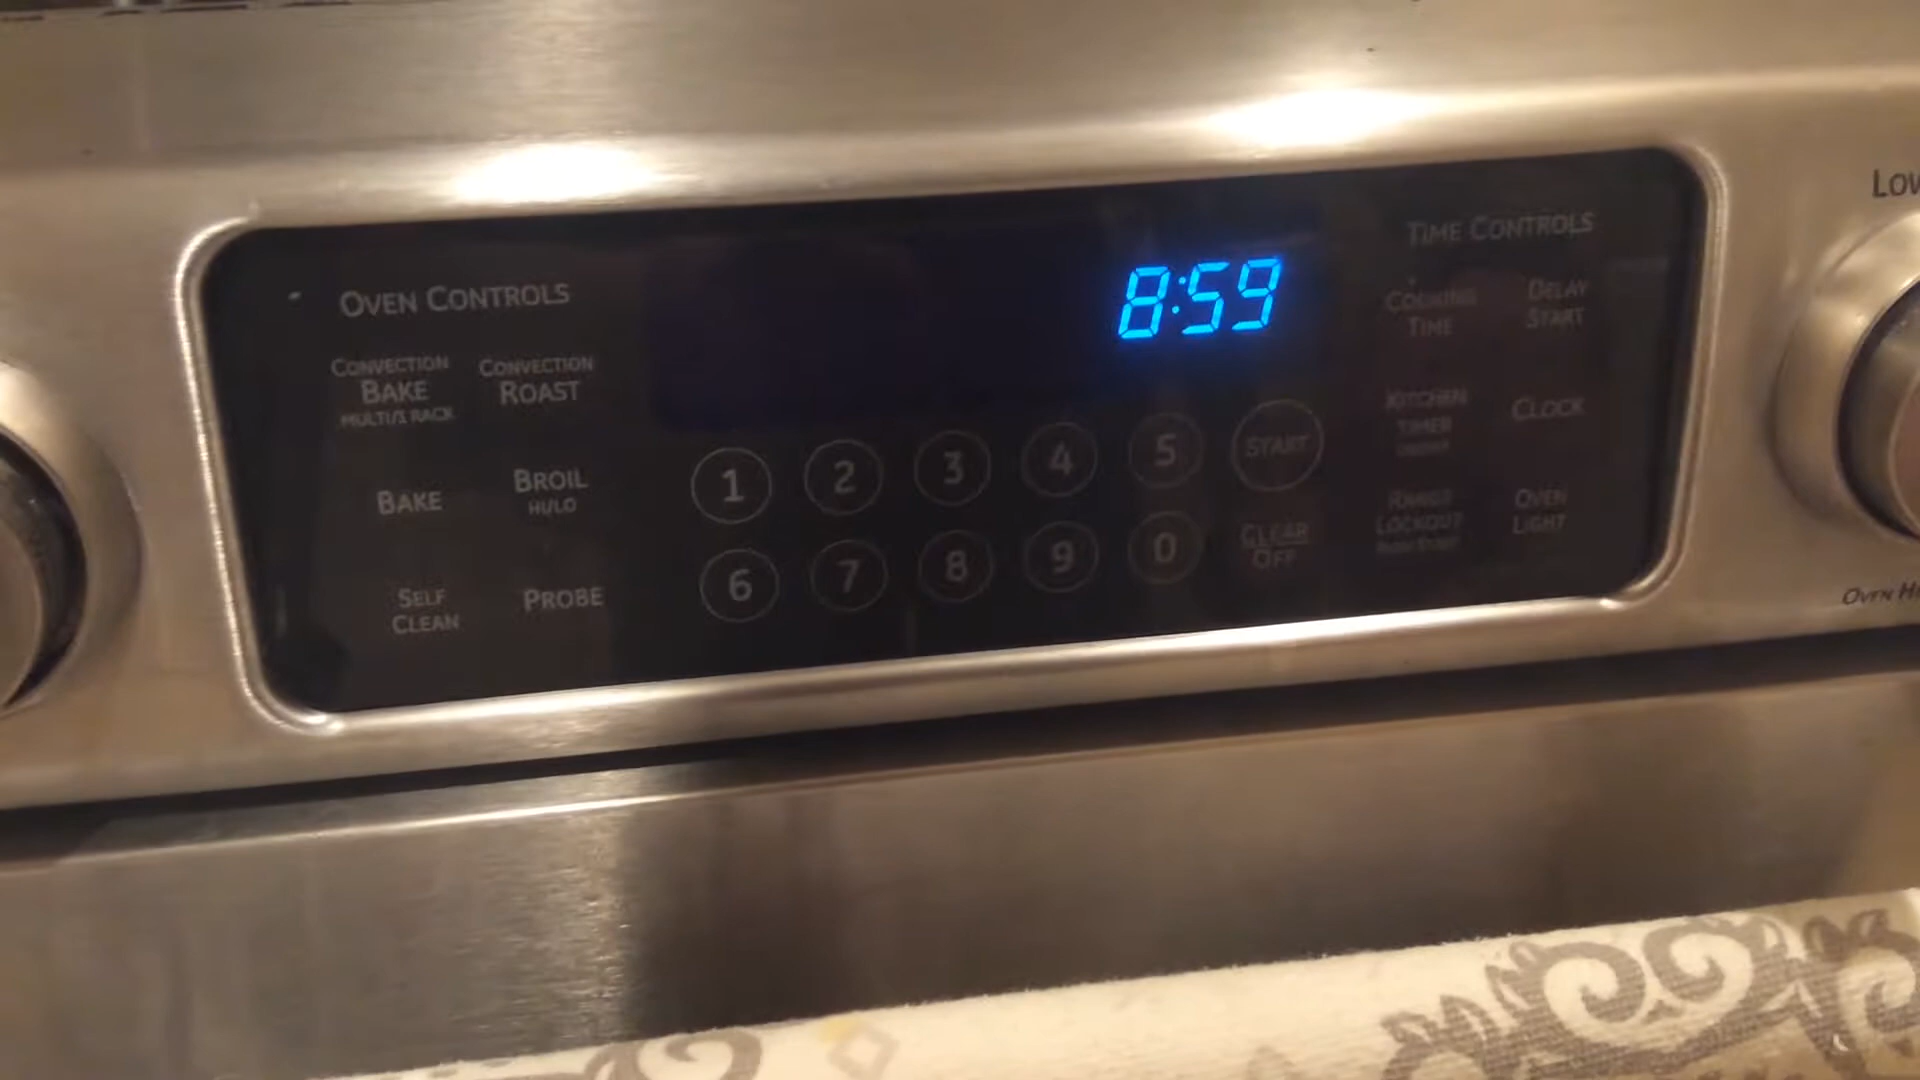 OVEN CONTROLS
CONVECTION
BAKE
MULTI/1 RACK
CONVECTION
ROAST
BAKE
BROIL
HI/LO
SELF
CLEAN
PROBE
8:59
1 2 3 4 5 START
6 7 8 9 0 CLEAR
OFF
TIME CONTROLS
COOKING
TIME
DELAY
START
KITCHEN
TIMER
CLOCK
RANGE
LOCKOUT
OVEN
LIGHT
LOW
OVEN